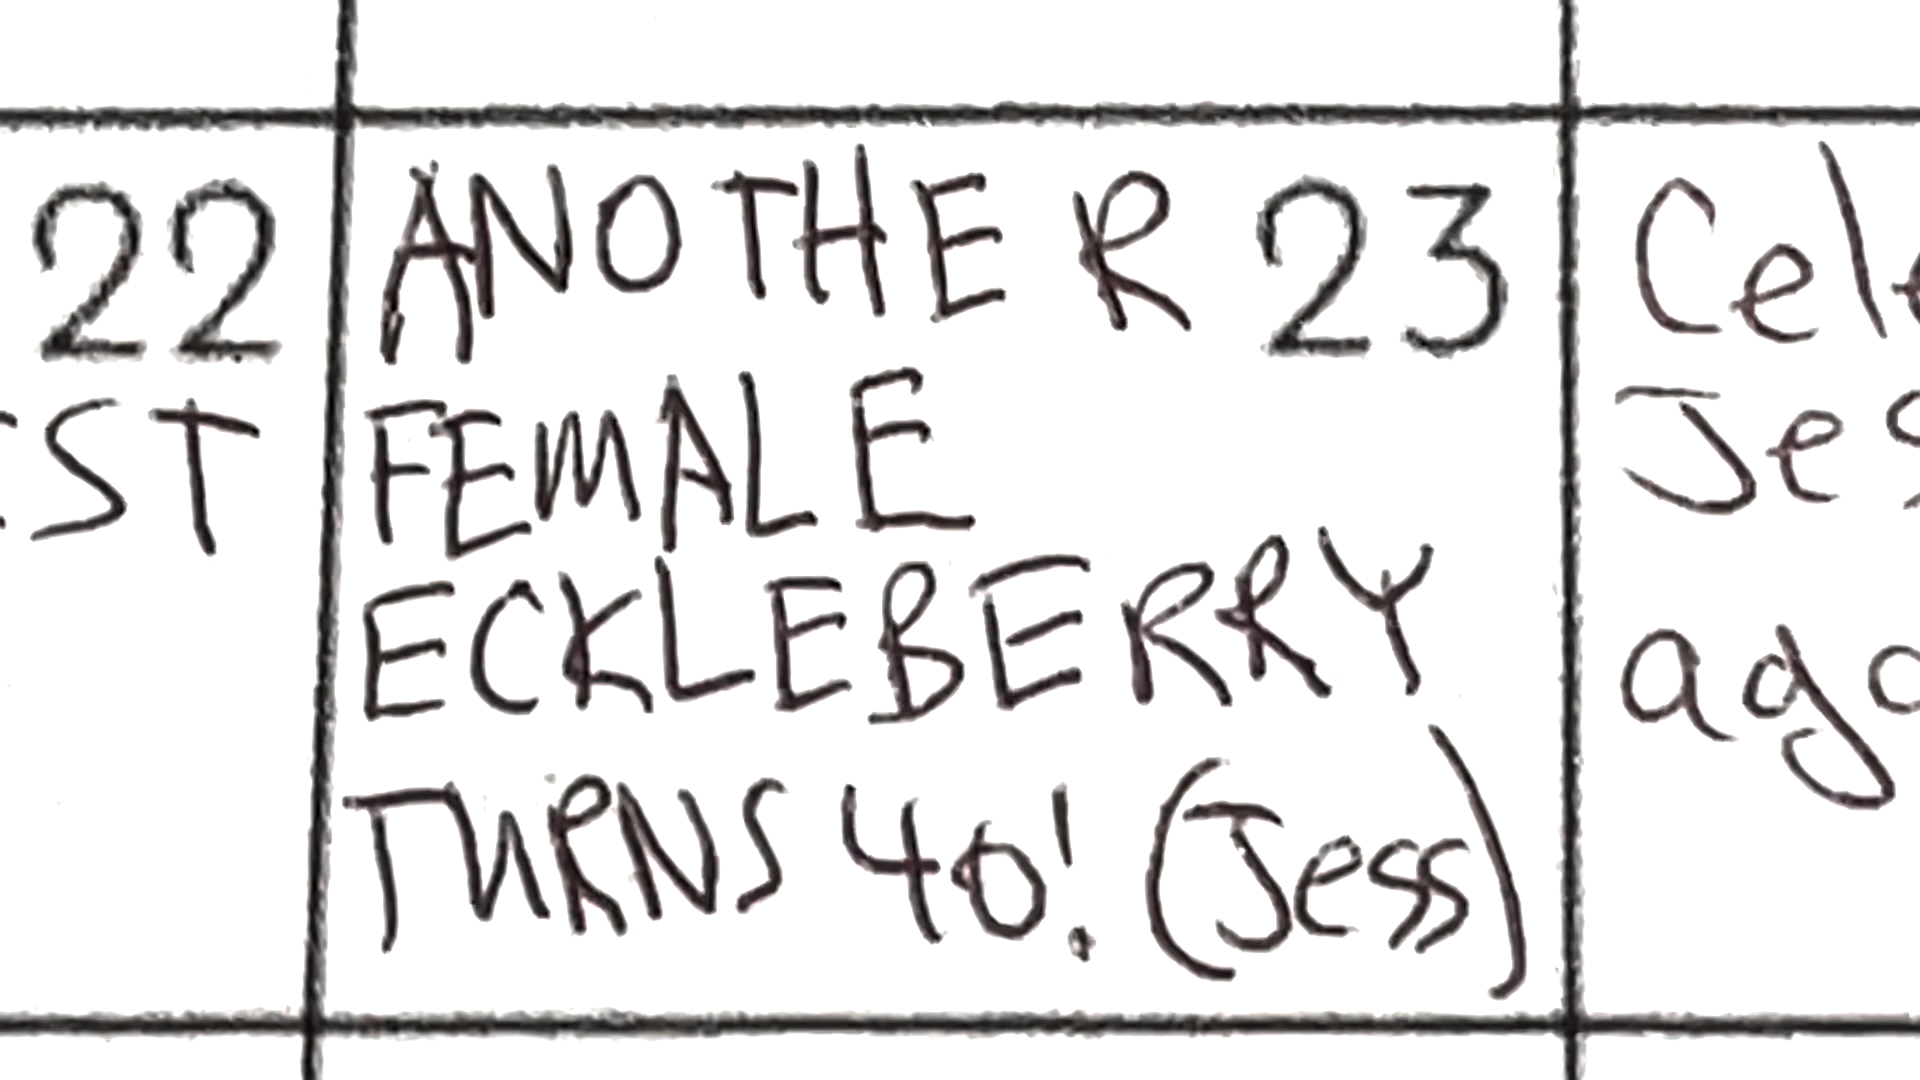 22
ST
ANOTHER 23
FEMALE
ECKLEBERRY
TURNS 40! (Jess)
Cele
Jes
ago